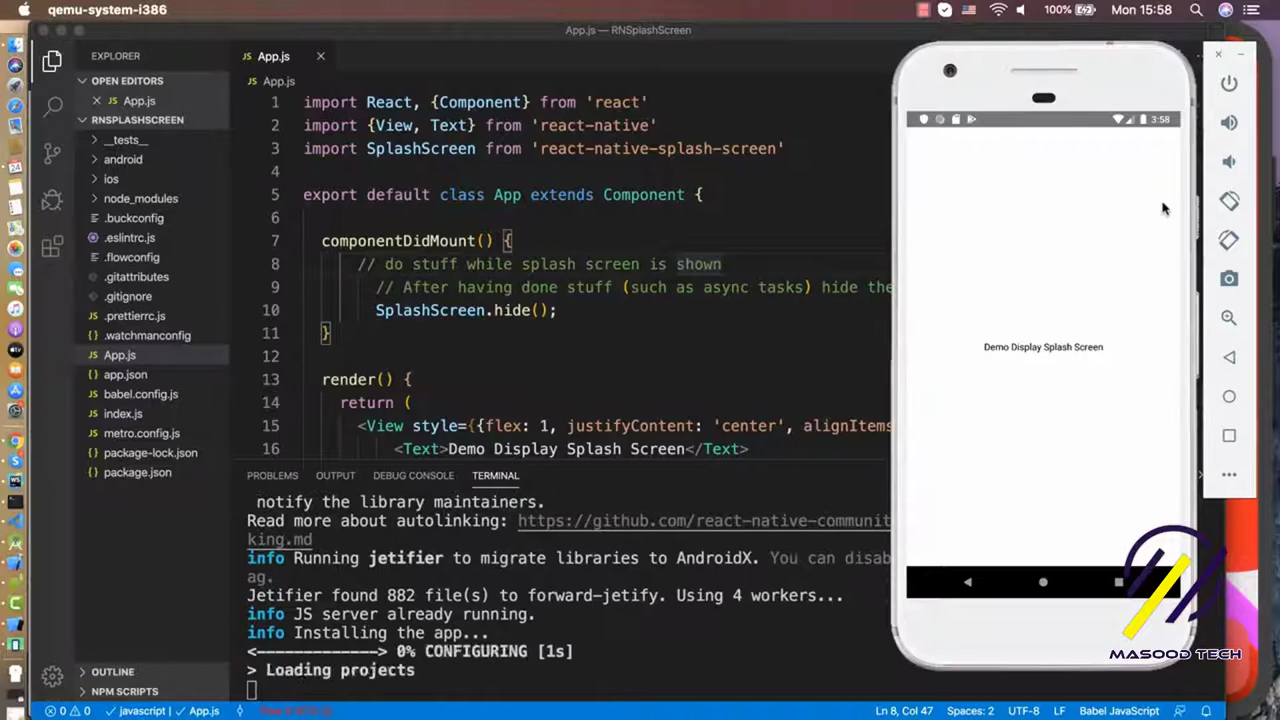 qemu-system-i386
100%
Mon 15:58
App.js — RNSplashScreen
EXPLORER
OPEN EDITORS
JS App.js
RNSPLASHSCREEN
__tests__
android
ios
node_modules
.buckconfig
.eslintrc.js
.flowconfig
.gitattributes
.gitignore
.prettierrc.js
.watchmanconfig
JS App.js
app.json
babel.config.js
JS index.js
metro.config.js
package-lock.json
package.json
OUTLINE
NPM SCRIPTS
JS App.js
JS App.js
1 import React, {Component} from 'react'
2 import {View, Text} from 'react-native'
3 import SplashScreen from 'react-native-splash-screen'
4
5 export default class App extends Component {
6
7 componentDidMount() {
8 // do stuff while splash screen is shown
9 // After having done stuff (such as async tasks) hide the
10 SplashScreen.hide();
11 }
12
13 render() {
14 return (
15 <View style={{flex: 1, justifyContent: 'center', alignItems
16 <Text>Demo Display Splash Screen</Text>
PROBLEMS OUTPUT DEBUG CONSOLE TERMINAL
notify the library maintainers.
Read more about autolinking: https://github.com/react-native-communit
king.md
info Running jetifier to migrate libraries to AndroidX. You can disab
ag.
Jetifier found 882 file(s) to forward-jetify. Using 4 workers...
info JS server already running.
info Installing the app...
<-------------> 0% CONFIGURING [1s]
> Loading projects
3:58
Demo Display Splash Screen
MASOOD TECH
0 0 javascript App.js
Ln 8, Col 47 Spaces: 2 UTF-8 LF Babel JavaScript